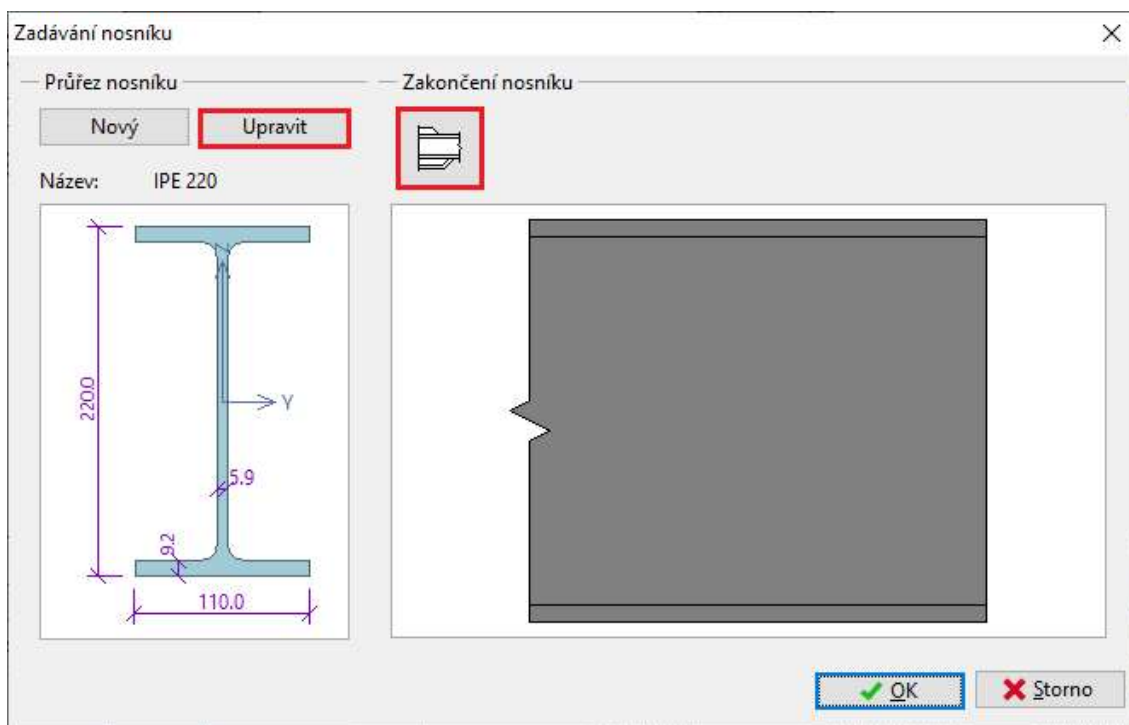 Zadávání nosníku
Průřez nosníku
Zakončení nosníku
Nový
Upravit
Název: IPE 220
220.0
Y
5.9
9.2
110.0
OK
Storno